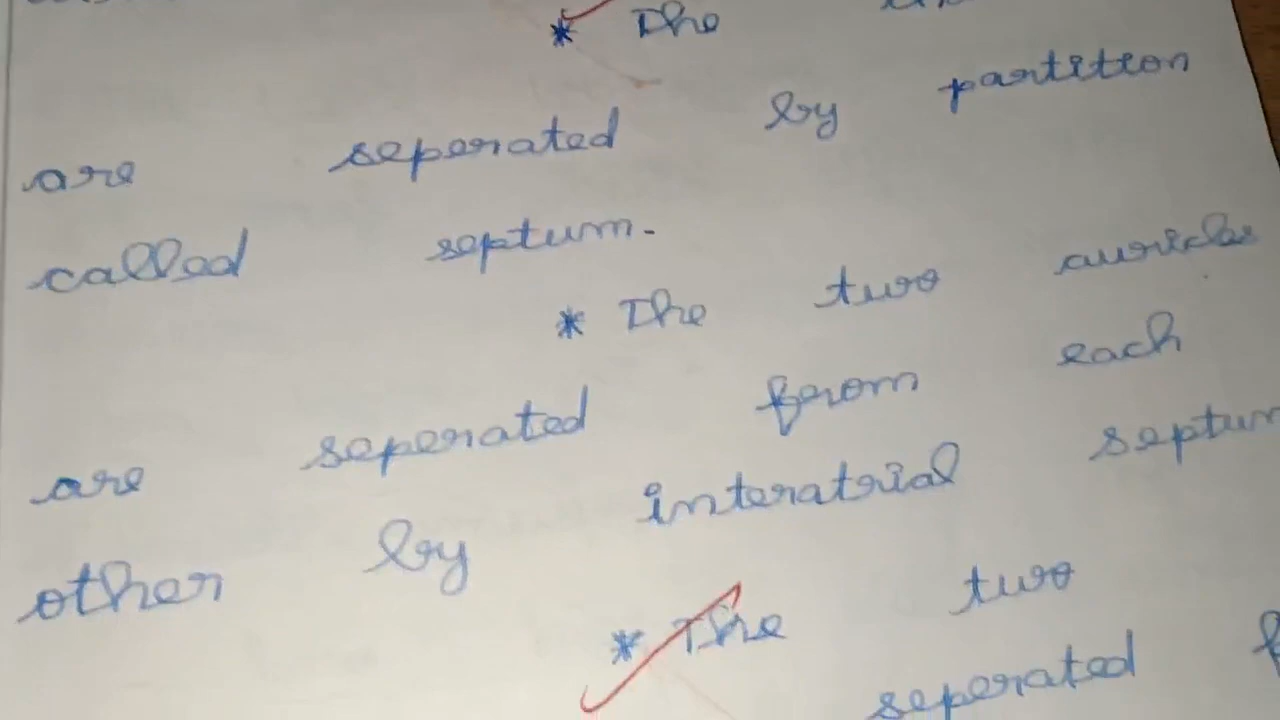 * The
are seperated by partition
called septum.
* The two auricles
are seperated from each
other by interatrial septum
* The two
seperated